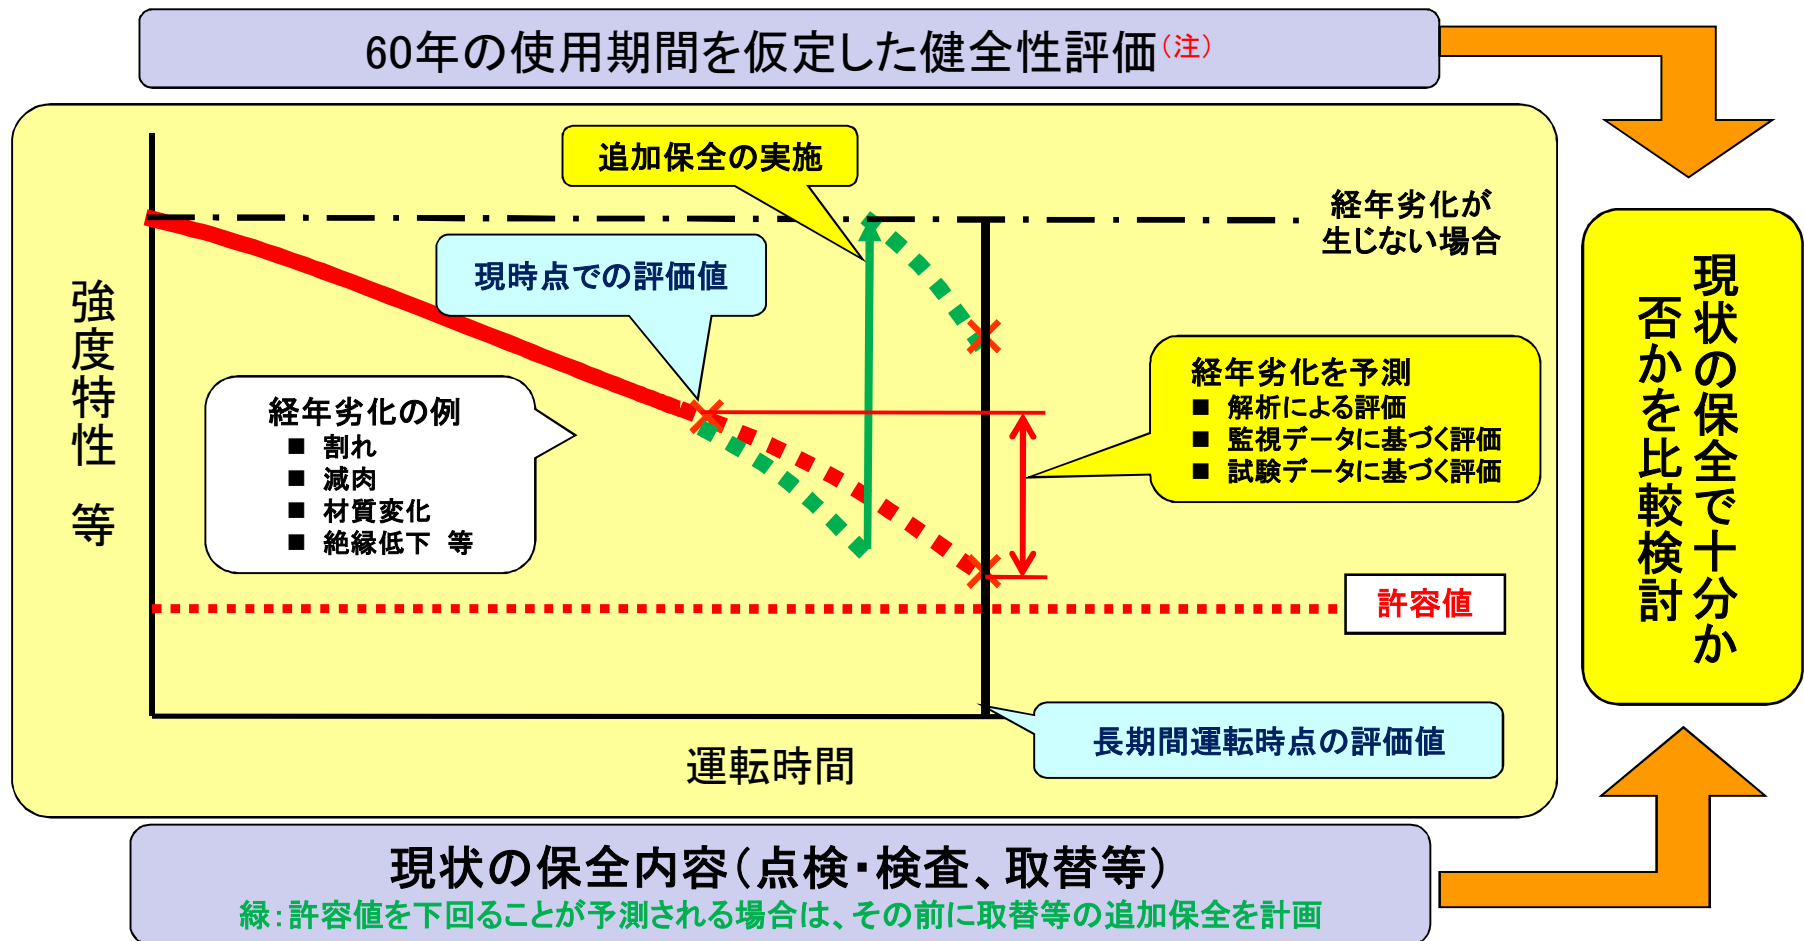 60年の使用期間を仮定した健全性評価(注)
追加保全の実施
経年劣化が
生じない場合
現時点での評価値
強度特性 等
経年劣化の例
■ 割れ
■ 減肉
■ 材質変化
■ 絶縁低下 等
経年劣化を予測
■ 解析による評価
■ 監視データに基づく評価
■ 試験データに基づく評価
許容値
長期間運転時点の評価値
運転時間
現状の保全で十分か
否かを比較検討
現状の保全内容(点検・検査、取替等)
緑:許容値を下回ることが予測される場合は、その前に取替等の追加保全を計画